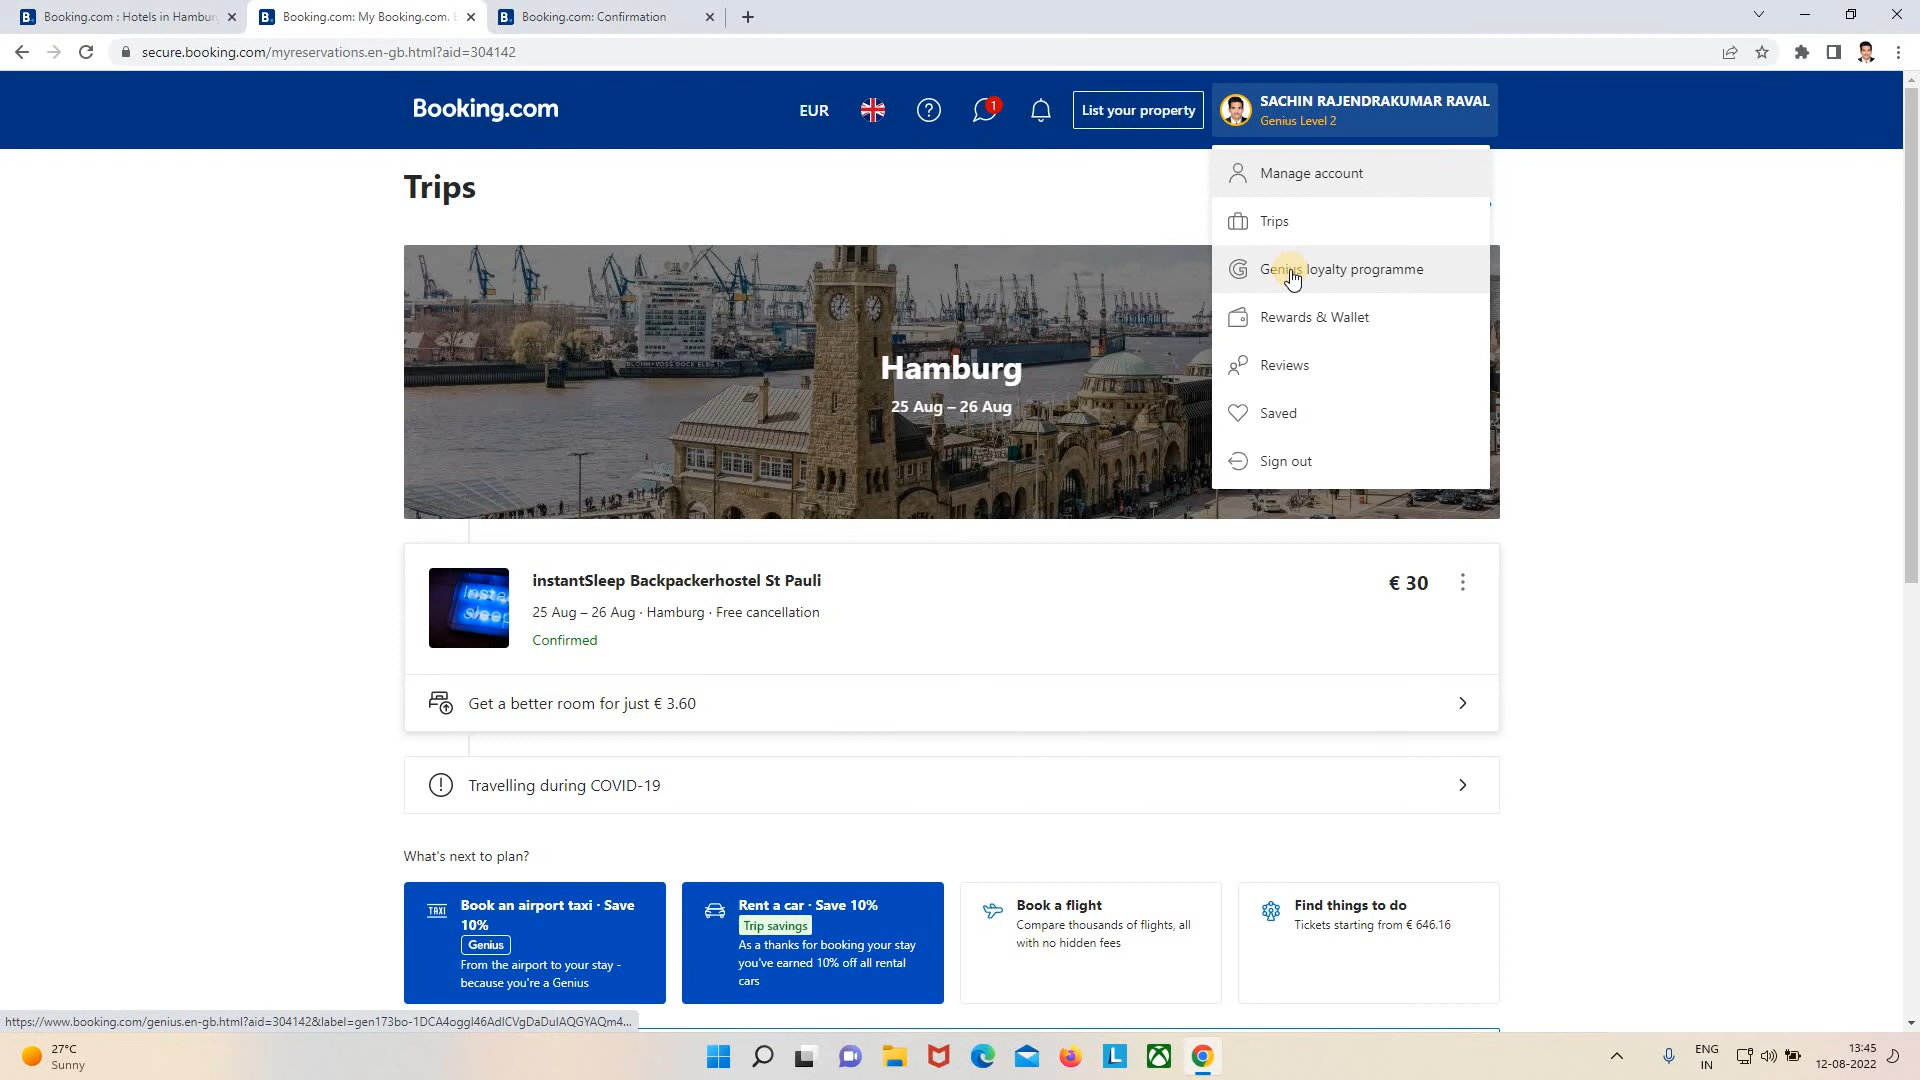 Booking.com : Hotels in Hambur
Booking.com: My Booking.com.
Booking.com: Confirmation
secure.booking.com/myreservations.en-gb.html?aid=304142
Booking.com
EUR
1
List your property
SACHIN RAJENDRAKUMAR RAVAL
Genius Level 2
Trips
Manage account
Trips
Genius loyalty programme
Rewards & Wallet
Reviews
Saved
Sign out
Hamburg
25 Aug – 26 Aug
instantSleep Backpackerhostel St Pauli
€ 30
25 Aug – 26 Aug · Hamburg · Free cancellation
Confirmed
Get a better room for just € 3.60
Travelling during COVID-19
What's next to plan?
TAXI
Book an airport taxi · Save
10%
Genius
From the airport to your stay -
because you're a Genius
Rent a car · Save 10%
Trip savings
As a thanks for booking your stay
you've earned 10% off all rental
cars
Book a flight
Compare thousands of flights, all
with no hidden fees
Find things to do
Tickets starting from € 646.16
https://www.booking.com/genius.en-gb.html?aid=304142&label=gen173bo-1DCA4oggI46AdICVgDaDuIAQGYAQm4...
27°C
Sunny
ENG
IN
13:45
12-08-2022